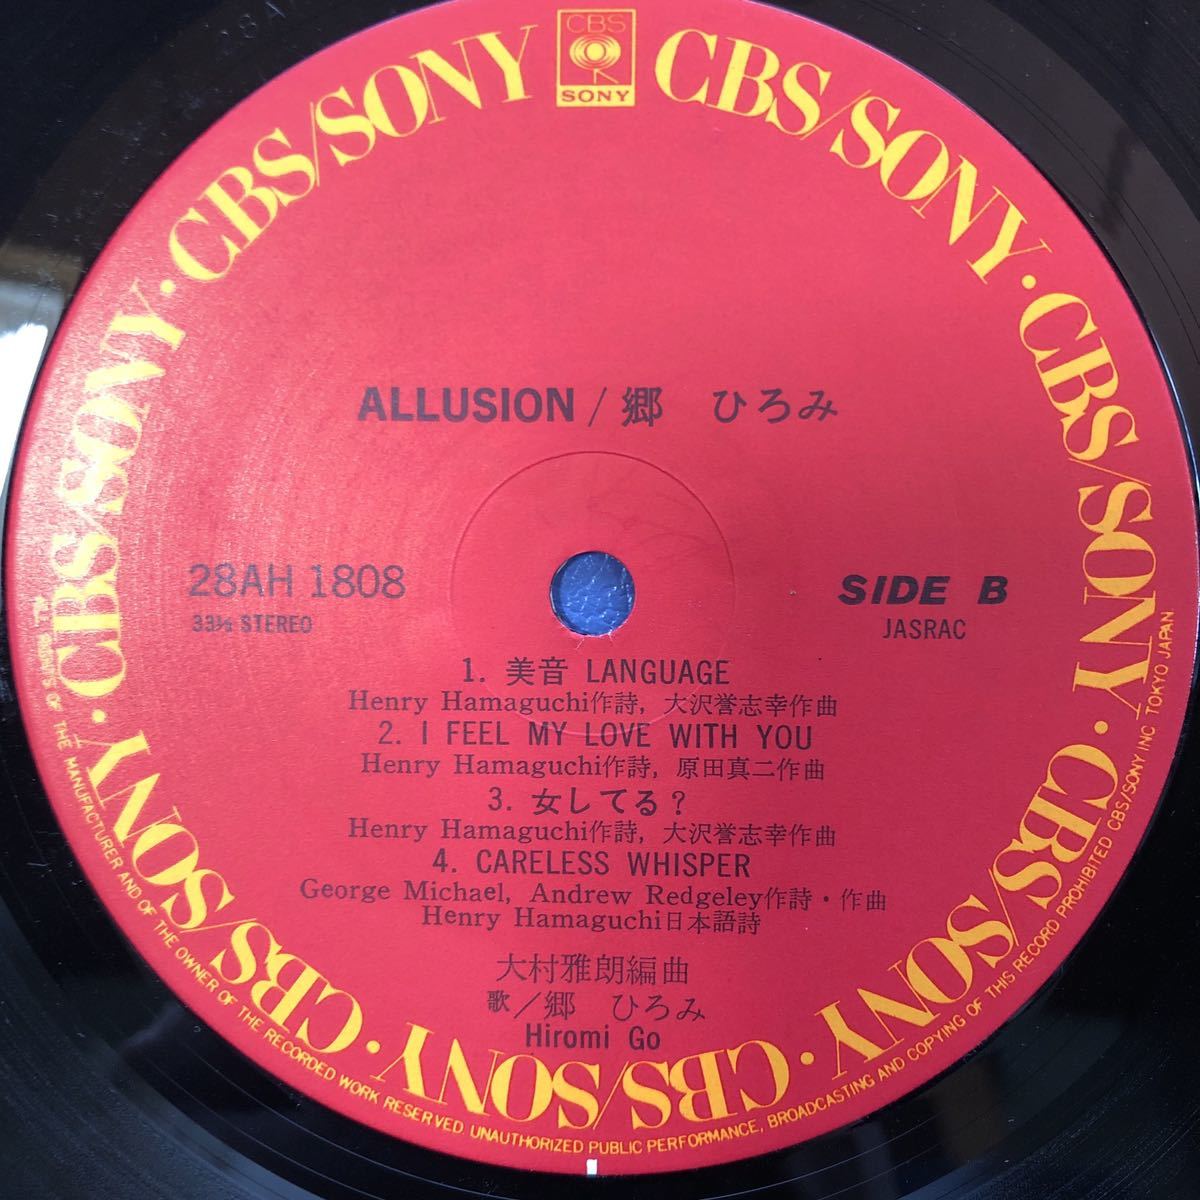 CBS
SONY
CBS/SONY · CBS/SONY · CBS/SONY · CBS/SONY · CBS/SONY · CBS/SONY · CBS/SONY · CBS/SONY · CBS/SONY
ALLUSION / 郷 ひろみ
28AH 1808
33⅓ STEREO
SIDE B
JASRAC
1. 美音 LANGUAGE
Henry Hamaguchi作詩, 大沢誉志幸作曲
2. I FEEL MY LOVE WITH YOU
Henry Hamaguchi作詩, 原田真二作曲
3. 女してる?
Henry Hamaguchi作詩, 大沢誉志幸作曲
4. CARELESS WHISPER
George Michael, Andrew Redgeley作詩・作曲
Henry Hamaguchi日本語詩
大村雅朗編曲
歌/郷 ひろみ
Hiromi Go
OF THE MANUFACTURER AND OF THE OWNER OF THE RECORDED WORK RESERVED UNAUTHORIZED PUBLIC PERFORMANCE, BROADCASTING AND COPYING OF THIS RECORD PROHIBITED CBS/SONY INC TOKYO JAPAN